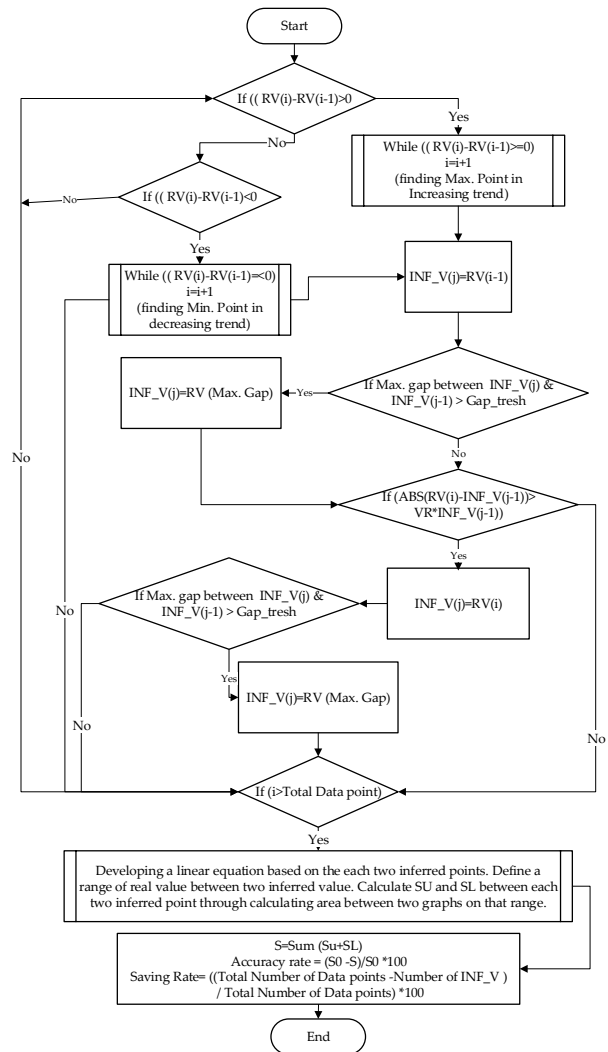 Start
If (( RV(i)-RV(i-1)>0
Yes
No
While (( RV(i)-RV(i-1)>=0)
i=i+1
(finding Max. Point in
Increasing trend)
If (( RV(i)-RV(i-1)<0
No
Yes
While (( RV(i)-RV(i-1)=<0)
i=i+1
(finding Min. Point in
decreasing trend)
INF_V(j)=RV(i-1)
If Max. gap between INF_V(j) &
INF_V(j-1) > Gap_tresh
Yes
INF_V(j)=RV (Max. Gap)
No
No
If (ABS(RV(i)-INF_V(j-1))>
VR*INF_V(j-1))
Yes
INF_V(j)=RV(i)
If Max. gap between INF_V(j) &
INF_V(j-1) > Gap_tresh
No
Yes
INF_V(j)=RV (Max. Gap)
No
No
If (i>Total Data point)
Yes
Developing a linear equation based on the each two inferred points. Define a
range of real value between two inferred value. Calculate SU and SL between each
two inferred point through calculating area between two graphs on that range.
S=Sum (Su+SL)
Accuracy rate = (S0 -S)/S0 *100
Saving Rate= ((Total Number of Data points -Number of INF_V )
/ Total Number of Data points) *100
End